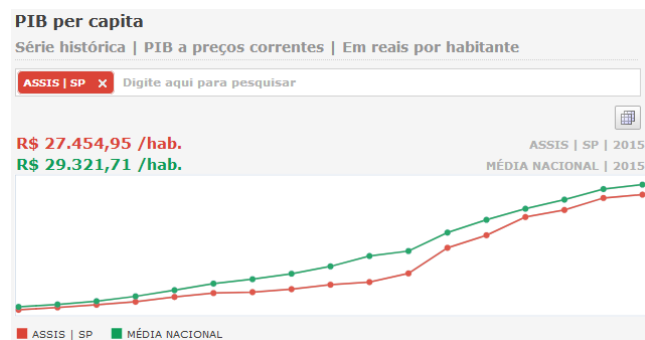 PIB per capita
Série histórica | PIB a preços correntes | Em reais por habitante
ASSIS | SP X Digite aqui para pesquisar
R$ 27.454,95 /hab. ASSIS | SP | 2015
R$ 29.321,71 /hab. MÉDIA NACIONAL | 2015
ASSIS | SP MÉDIA NACIONAL